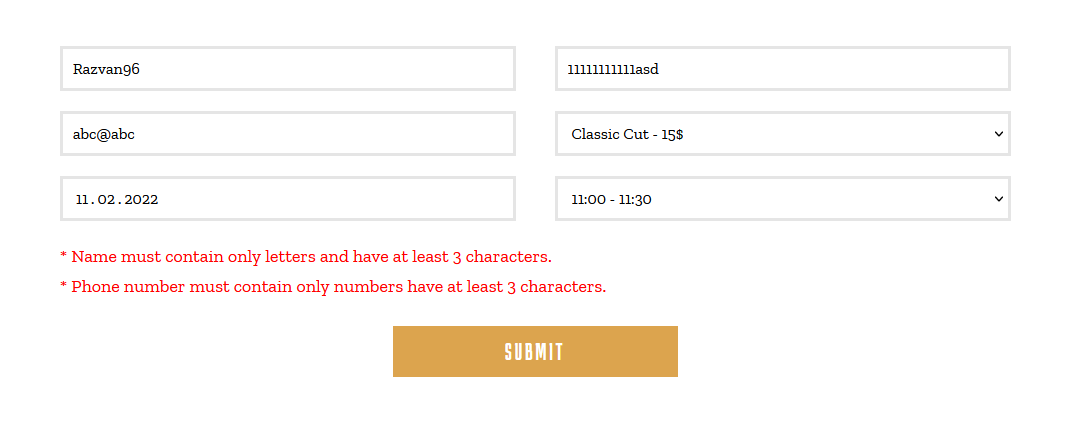 Razvan96
11111111111asd
abc@abc
Classic Cut - 15$
11.02.2022
11:00 - 11:30
* Name must contain only letters and have at least 3 characters.
* Phone number must contain only numbers have at least 3 characters.
SUBMIT